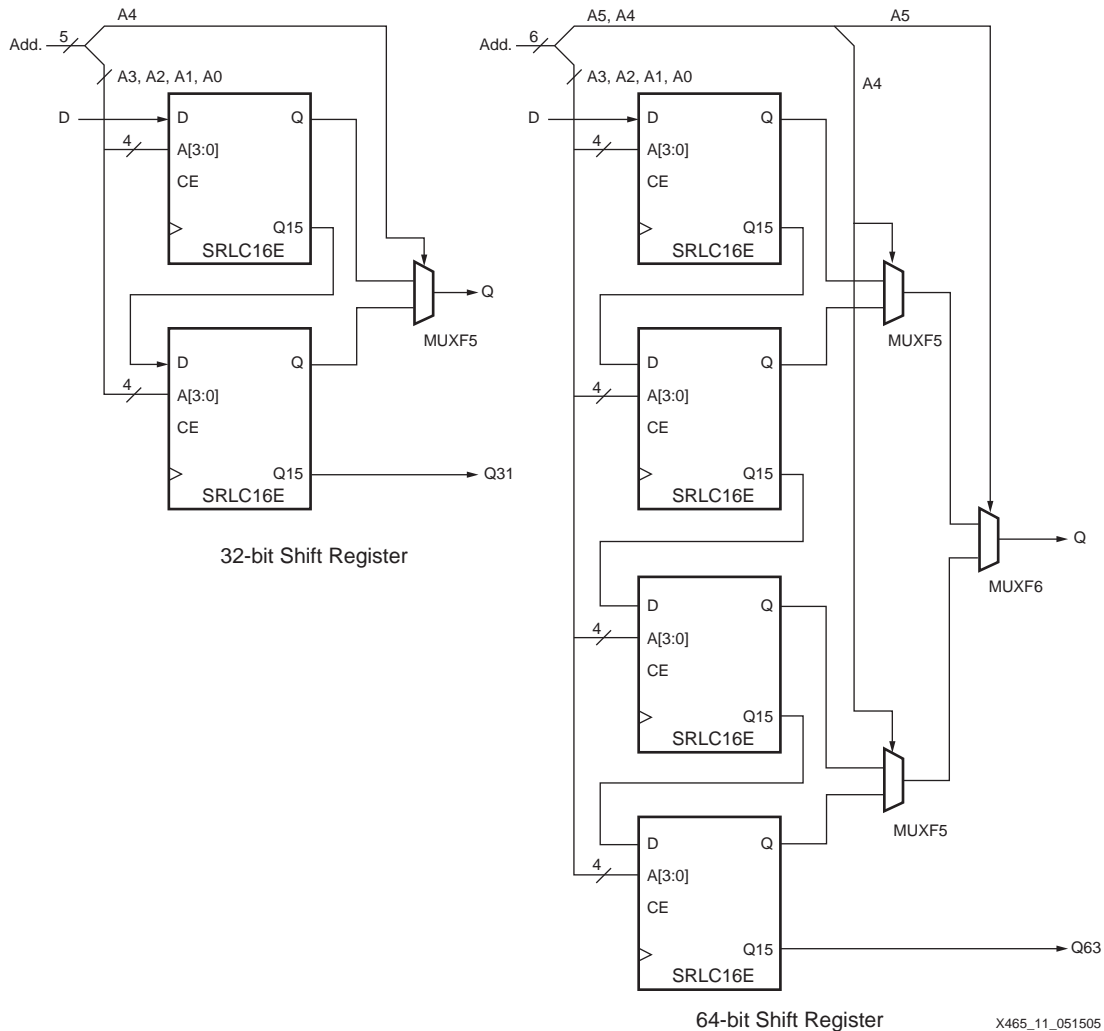 A4
Add.
5
A3, A2, A1, A0
D
D
Q
4
A[3:0]
CE
Q15
SRLC16E
Q
MUXF5
D
Q
4
A[3:0]
CE
Q15
Q31
SRLC16E
32-bit Shift Register
A5, A4
A5
Add.
6
A3, A2, A1, A0
A4
D
D
Q
4
A[3:0]
CE
Q15
SRLC16E
MUXF5
D
Q
4
A[3:0]
CE
Q15
SRLC16E
Q
MUXF6
D
Q
4
A[3:0]
CE
Q15
SRLC16E
MUXF5
D
Q
4
A[3:0]
CE
Q15
Q63
SRLC16E
64-bit Shift Register
X465_11_051505